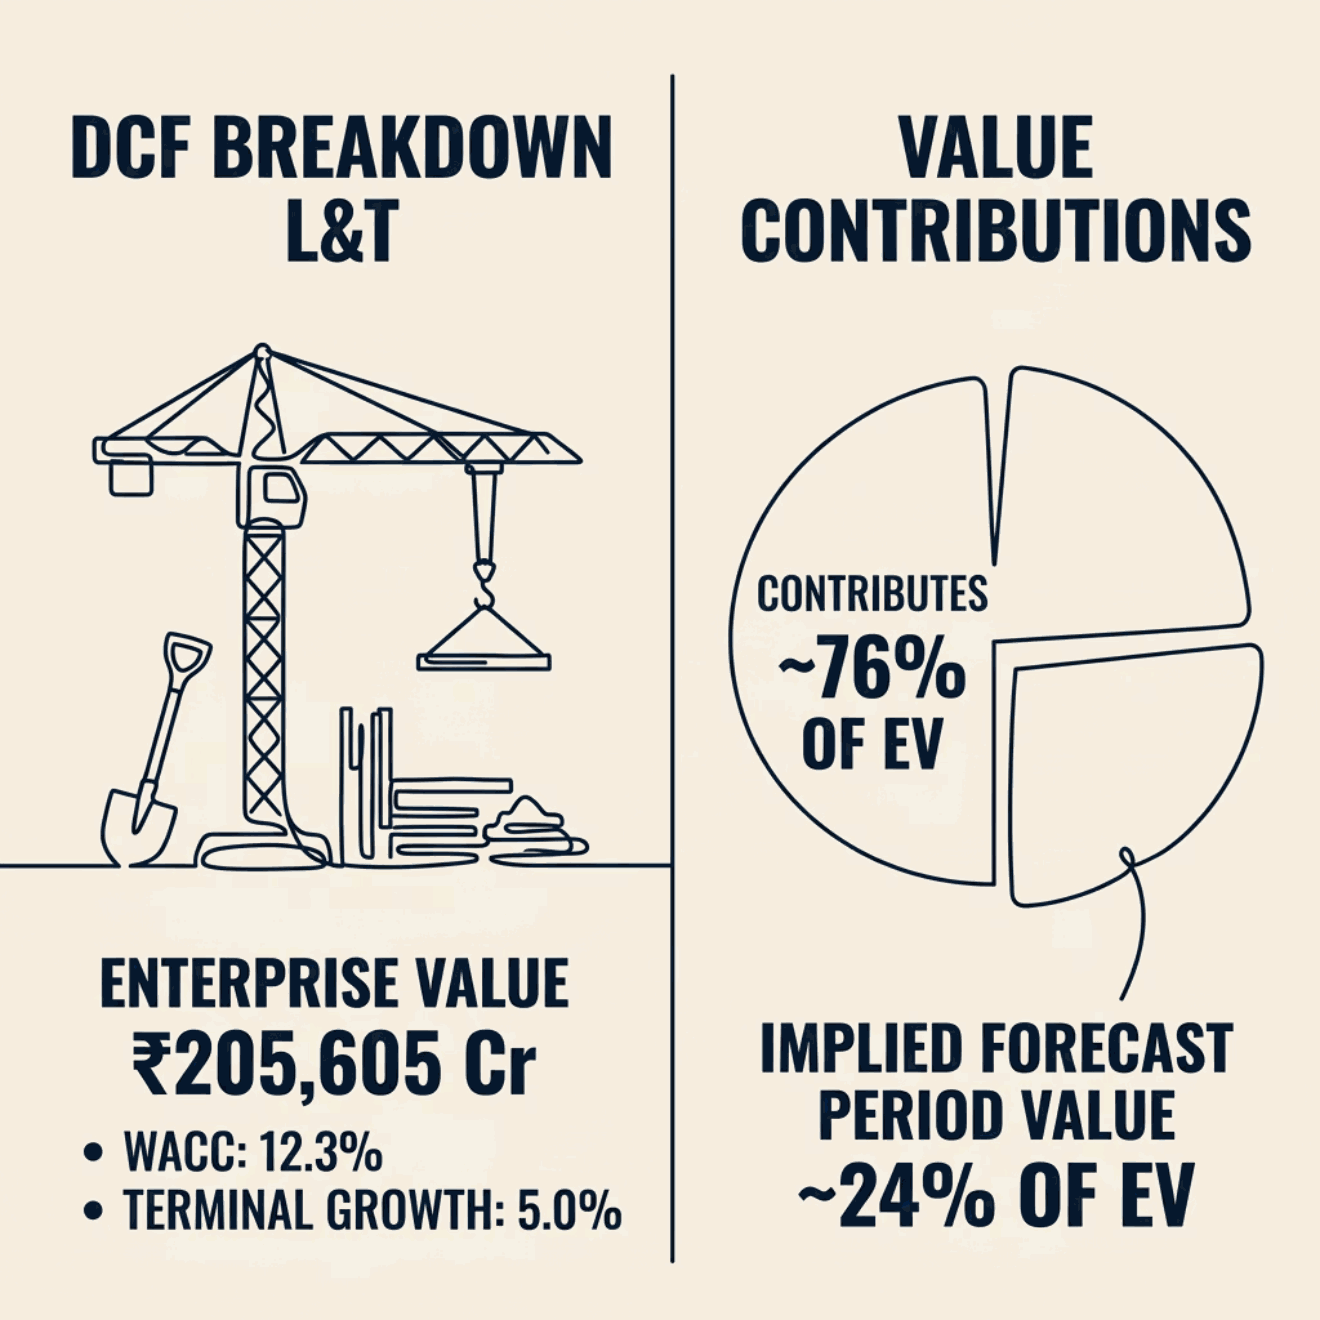 DCF BREAKDOWN
L&T
ENTERPRISE VALUE
₹205,605 Cr
• WACC: 12.3%
• TERMINAL GROWTH: 5.0%
VALUE
CONTRIBUTIONS
CONTRIBUTES
~76%
OF EV
IMPLIED FORECAST
PERIOD VALUE
~24% OF EV